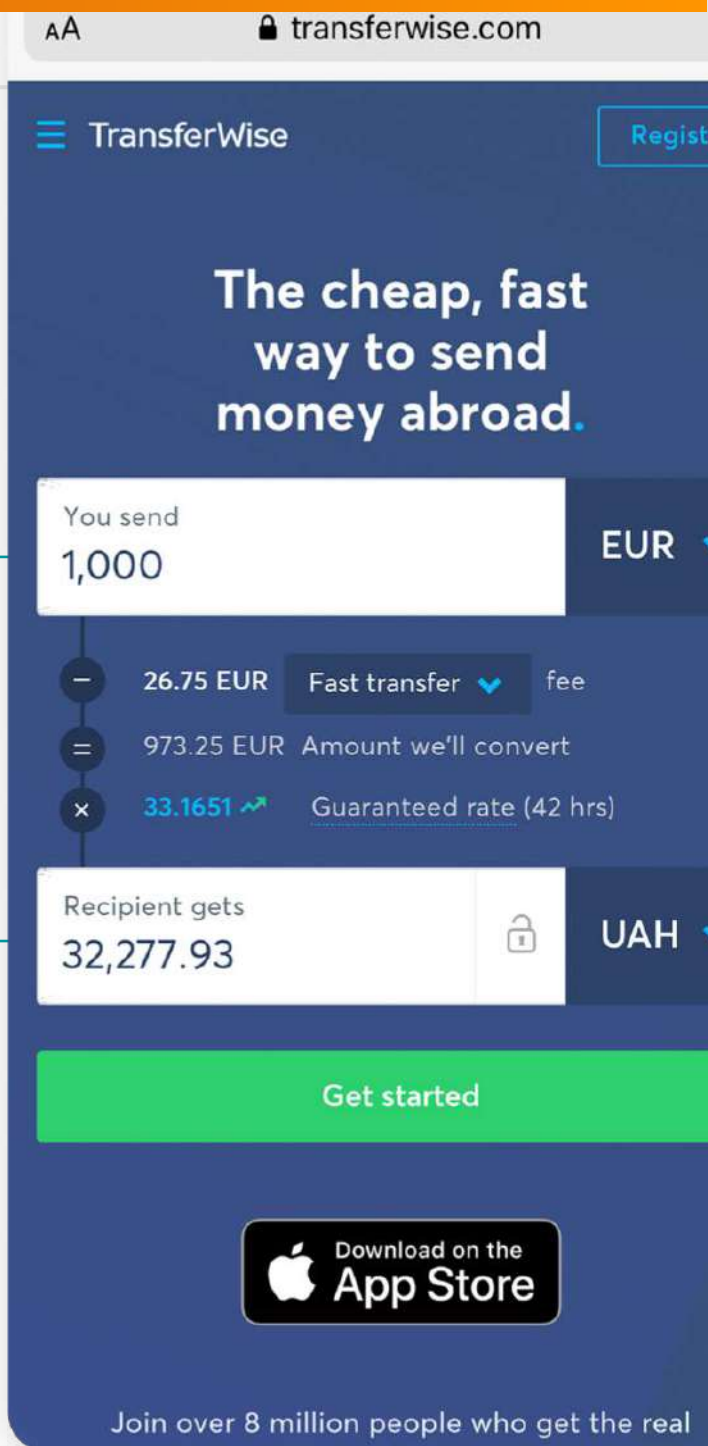 AA transferwise.com
TransferWise Regist
The cheap, fast
way to send
money abroad.
You send
1,000 EUR
− 26.75 EUR Fast transfer fee
= 973.25 EUR Amount we'll convert
× 33.1651 Guaranteed rate (42 hrs)
Recipient gets
32,277.93 UAH
Get started
Download on the
App Store
Join over 8 million people who get the real